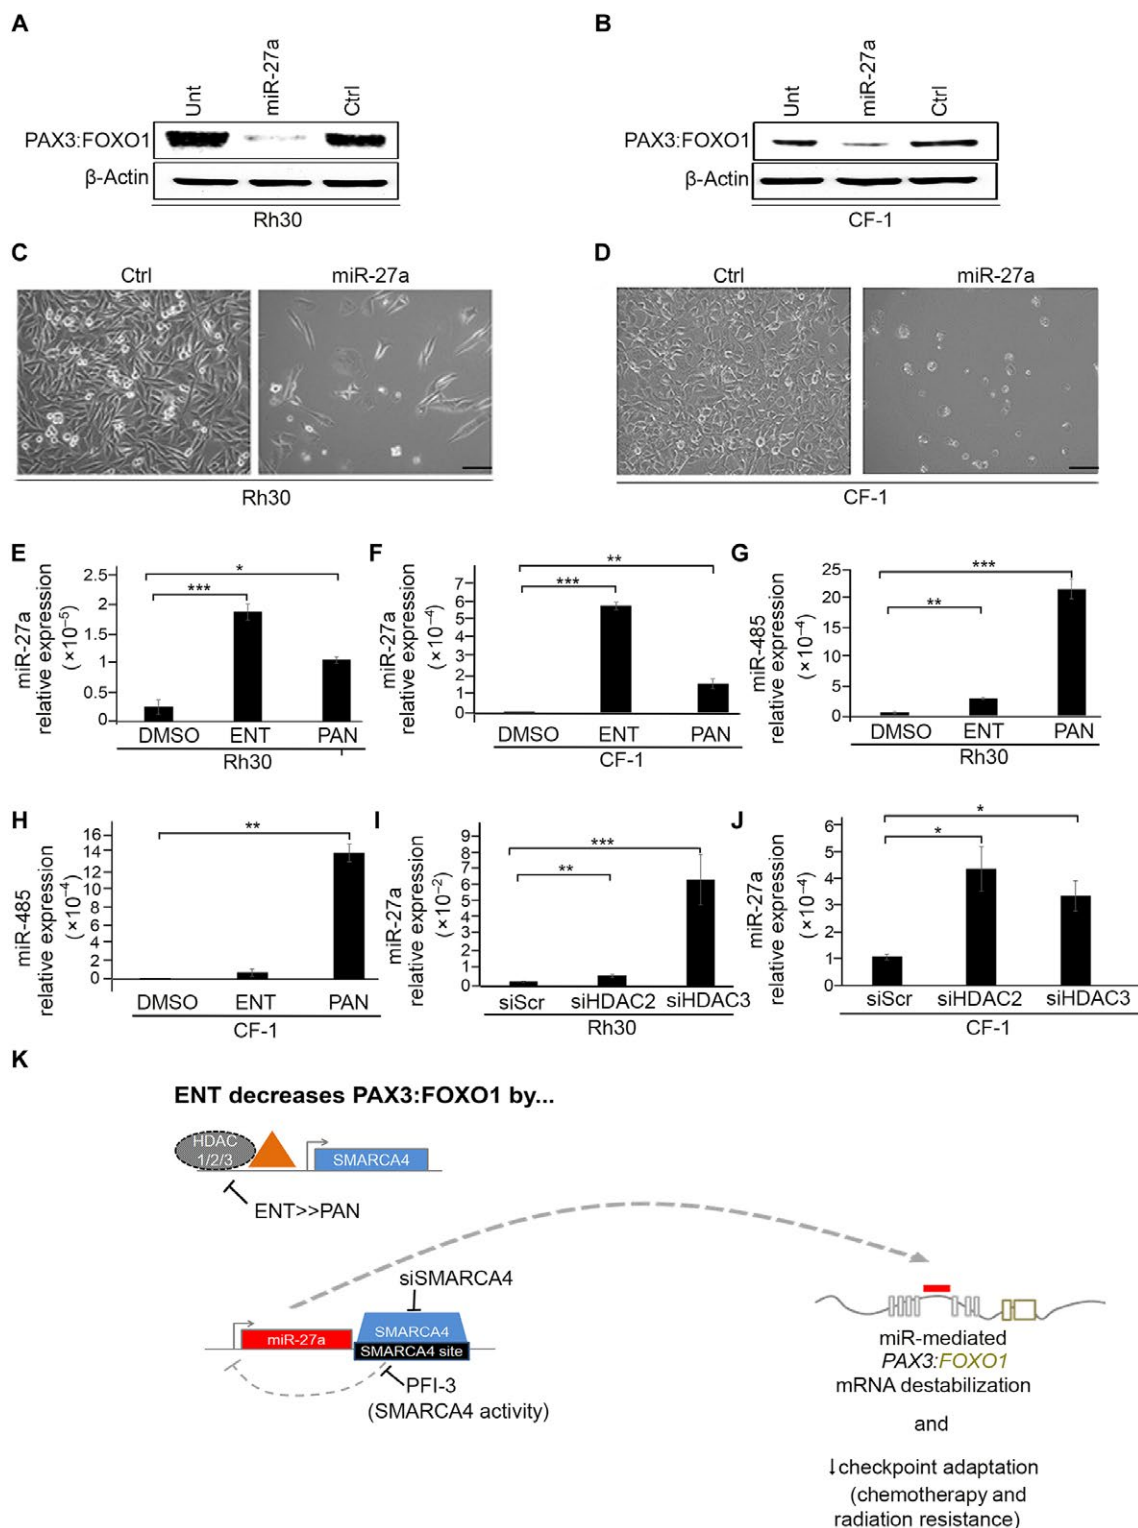 A
Unt
miR-27a
Ctrl
PAX3:FOXO1
β-Actin
Rh30
B
Unt
miR-27a
Ctrl
PAX3:FOXO1
β-Actin
CF-1
C
Ctrl
miR-27a
Rh30
D
Ctrl
miR-27a
CF-1
E
miR-27a
relative expression
(×10⁻⁵)
2.5
2
1.5
1
0.5
0
*
***
DMSO ENT PAN
Rh30
F
miR-27a
relative expression
(×10⁻⁴)
7
6
5
4
2
2
1
0
**
***
DMSO ENT PAN
CF-1
G
miR-485
relative expression
(×10⁻⁴)
25
20
15
10
5
0
***
**
DMSO ENT PAN
Rh30
H
miR-485
relative expression
(×10⁻⁴)
16
14
12
10
8
6
4
2
0
**
DMSO ENT PAN
CF-1
I
miR-27a
relative expression
(×10⁻²)
9
8
7
6
5
4
2
2
1
0
***
**
siScr siHDAC2 siHDAC3
Rh30
J
miR-27a
relative expression
(×10⁻⁴)
6
5
4
3
2
1
0
*
*
siScr siHDAC2 siHDAC3
CF-1
K
ENT decreases PAX3:FOXO1 by...
HDAC
1/2/3
SMARCA4
ENT>>PAN
siSMARCA4
miR-27a
SMARCA4
SMARCA4 site
PFI-3
(SMARCA4 activity)
miR-mediated
PAX3:FOXO1
mRNA destabilization
and
↓checkpoint adaptation
(chemotherapy and
radiation resistance)